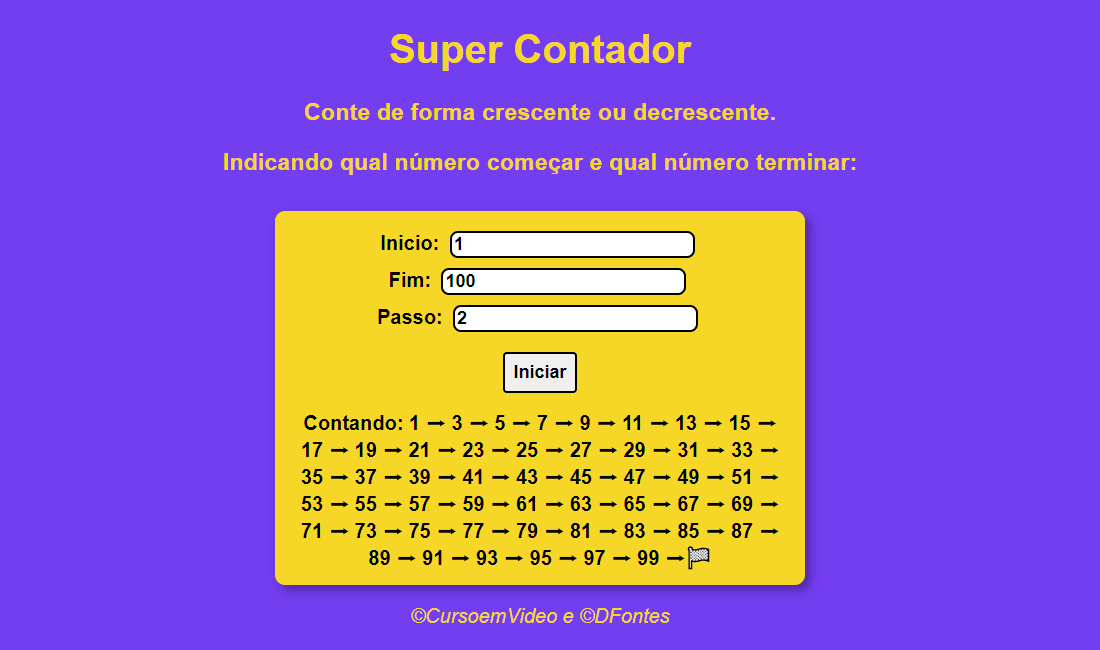 Super Contador
Conte de forma crescente ou decrescente.
Indicando qual número começar e qual número terminar:
Inicio: 1
Fim: 100
Passo: 2
Iniciar
Contando: 1 → 3 → 5 → 7 → 9 → 11 → 13 → 15 →
17 → 19 → 21 → 23 → 25 → 27 → 29 → 31 → 33 →
35 → 37 → 39 → 41 → 43 → 45 → 47 → 49 → 51 →
53 → 55 → 57 → 59 → 61 → 63 → 65 → 67 → 69 →
71 → 73 → 75 → 77 → 79 → 81 → 83 → 85 → 87 →
89 → 91 → 93 → 95 → 97 → 99 → 🏁
©CursoemVideo e ©DFontes